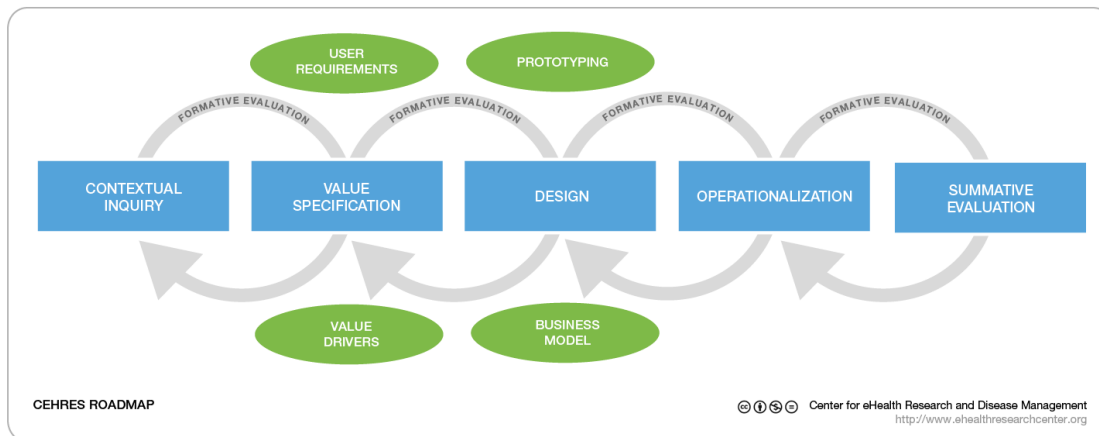 USER
REQUIREMENTS
PROTOTYPING
FORMATIVE EVALUATION
FORMATIVE EVALUATION
FORMATIVE EVALUATION
FORMATIVE EVALUATION
CONTEXTUAL
INQUIRY
VALUE
SPECIFICATION
DESIGN
OPERATIONALIZATION
SUMMATIVE
EVALUATION
VALUE
DRIVERS
BUSINESS
MODEL
CEHRES ROADMAP
cc Center for eHealth Research and Disease Management
http://www.ehealthresearchcenter.org